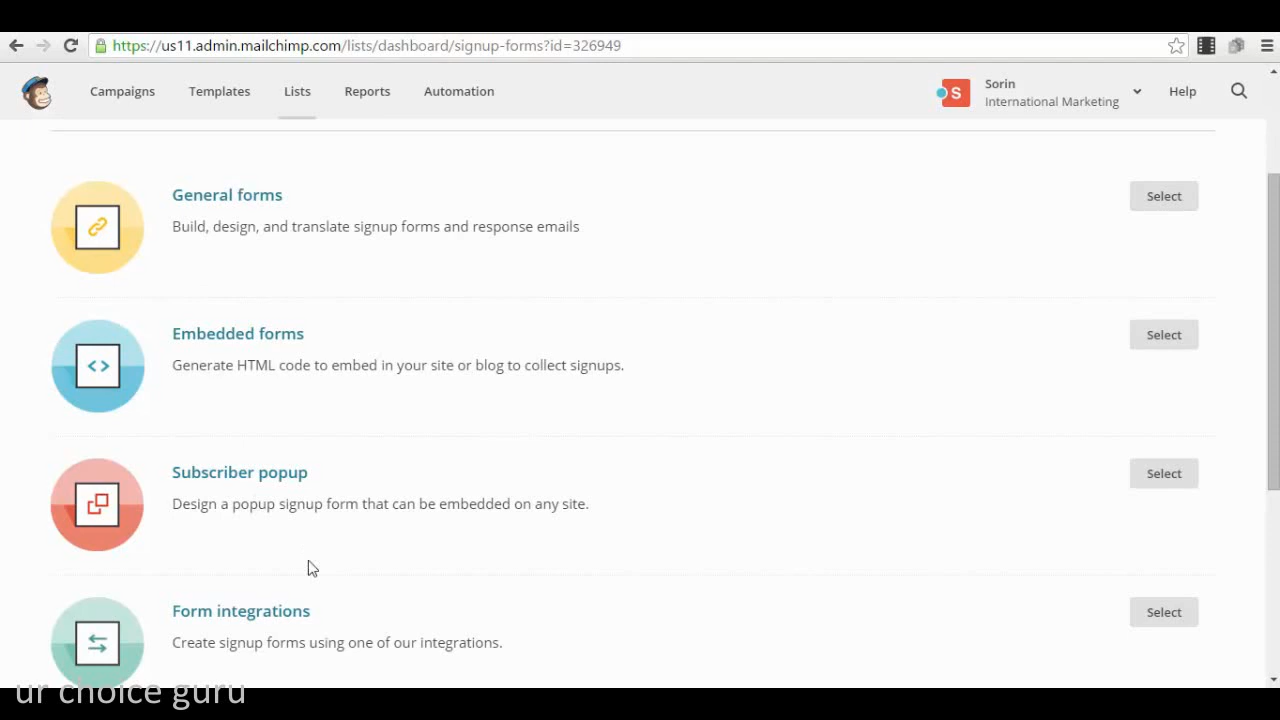 https://us11.admin.mailchimp.com/lists/dashboard/signup-forms?id=326949
Campaigns Templates Lists Reports Automation
S Sorin
International Marketing
Help
General forms
Select
Build, design, and translate signup forms and response emails
Embedded forms
Select
Generate HTML code to embed in your site or blog to collect signups.
Subscriber popup
Select
Design a popup signup form that can be embedded on any site.
Form integrations
Select
Create signup forms using one of our integrations.
ur choice guru